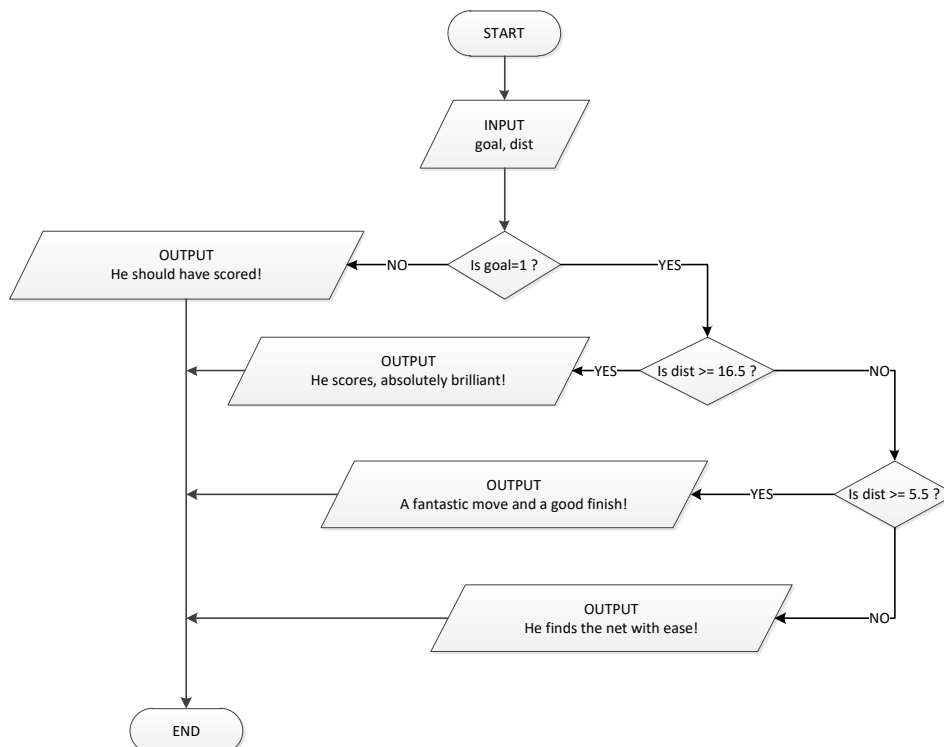 START
INPUT
goal, dist
Is goal=1 ?
NO
YES
OUTPUT
He should have scored!
Is dist >= 16.5 ?
YES
NO
OUTPUT
He scores, absolutely brilliant!
Is dist >= 5.5 ?
YES
OUTPUT
A fantastic move and a good finish!
NO
OUTPUT
He finds the net with ease!
END